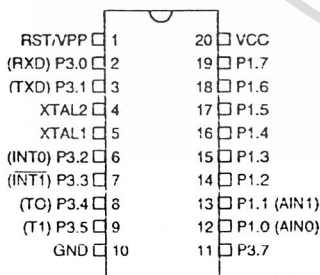 RST/VPP 1 20 VCC
(RXD) P3.0 2 19 P1.7
(TXD) P3.1 3 18 P1.6
XTAL2 4 17 P1.5
XTAL1 5 16 P1.4
(INT0) P3.2 6 15 P1.3
(INT1) P3.3 7 14 P1.2
(TO) P3.4 8 13 P1.1 (AIN1)
(T1) P3.5 9 12 P1.0 (AIN0)
GND 10 11 P3.7